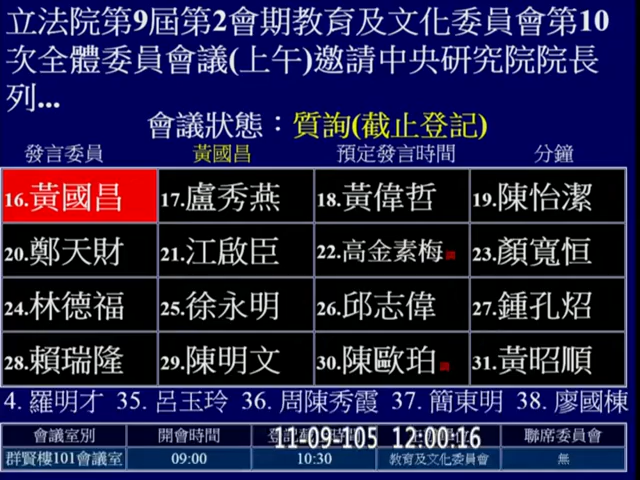 立法院第9屆第2會期教育及文化委員會第10
次全體委員會議(上午)邀請中央研究院院長
列...
會議狀態：質詢(截止登記)
發言委員 黃國昌 預定發言時間 分鐘
16.黃國昌 17.盧秀燕 18.黃偉哲 19.陳怡潔
20.鄭天財 21.江啟臣 22.高金素梅 23.顏寬恒
24.林德福 25.徐永明 26.邱志偉 27.鍾孔炤
28.賴瑞隆 29.陳明文 30.陳歐珀 31.黃昭順
4. 羅明才 35. 呂玉玲 36. 周陳秀霞 37. 簡東明 38. 廖國棟
會議室別 開會時間 聯席委員會
11-09-105 12:00:16
群賢樓101會議室 09:00 10:30 教育及文化委員會 無